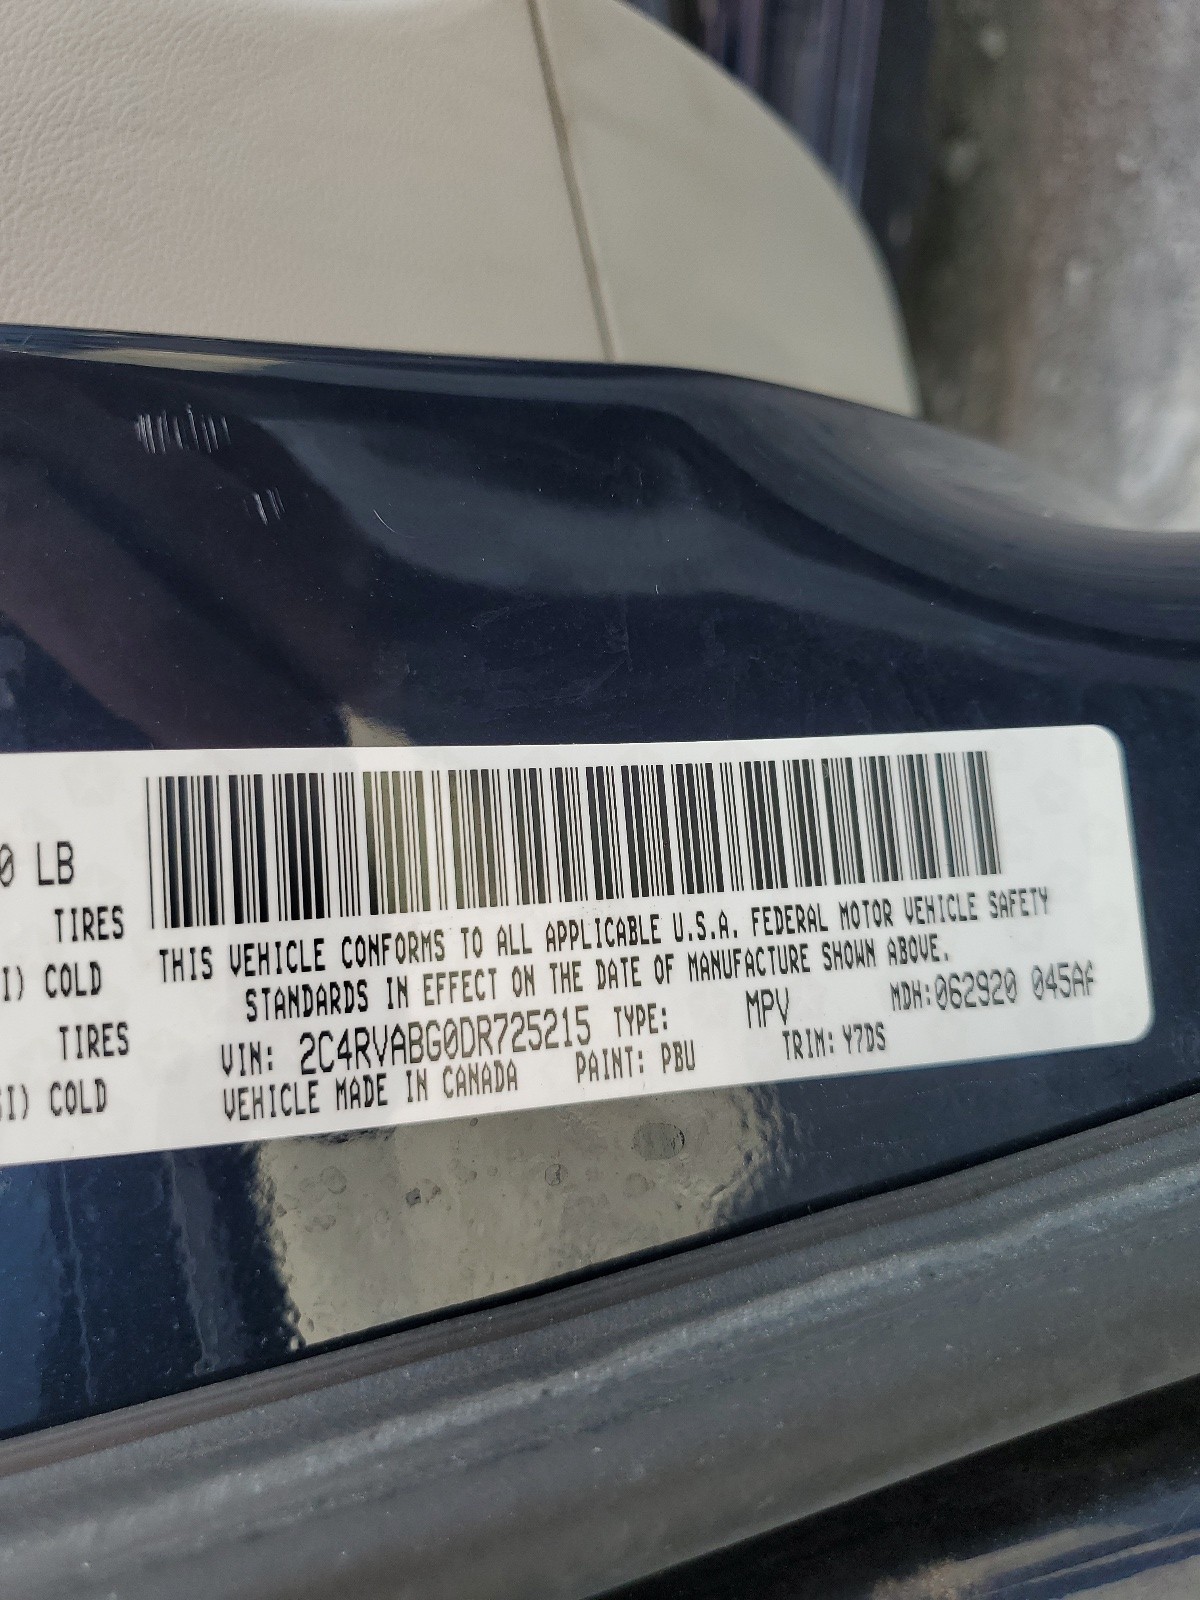 0 LB
TIRES
I) COLD
TIRES
I) COLD
THIS VEHICLE CONFORMS TO ALL APPLICABLE U.S.A. FEDERAL MOTOR VEHICLE SAFETY
STANDARDS IN EFFECT ON THE DATE OF MANUFACTURE SHOWN ABOVE.
VIN: 2C4RVABG0DR725215 TYPE: MPV MDH:062920 045AA
VEHICLE MADE IN CANADA PAINT: PBU TRIM: Y7DS